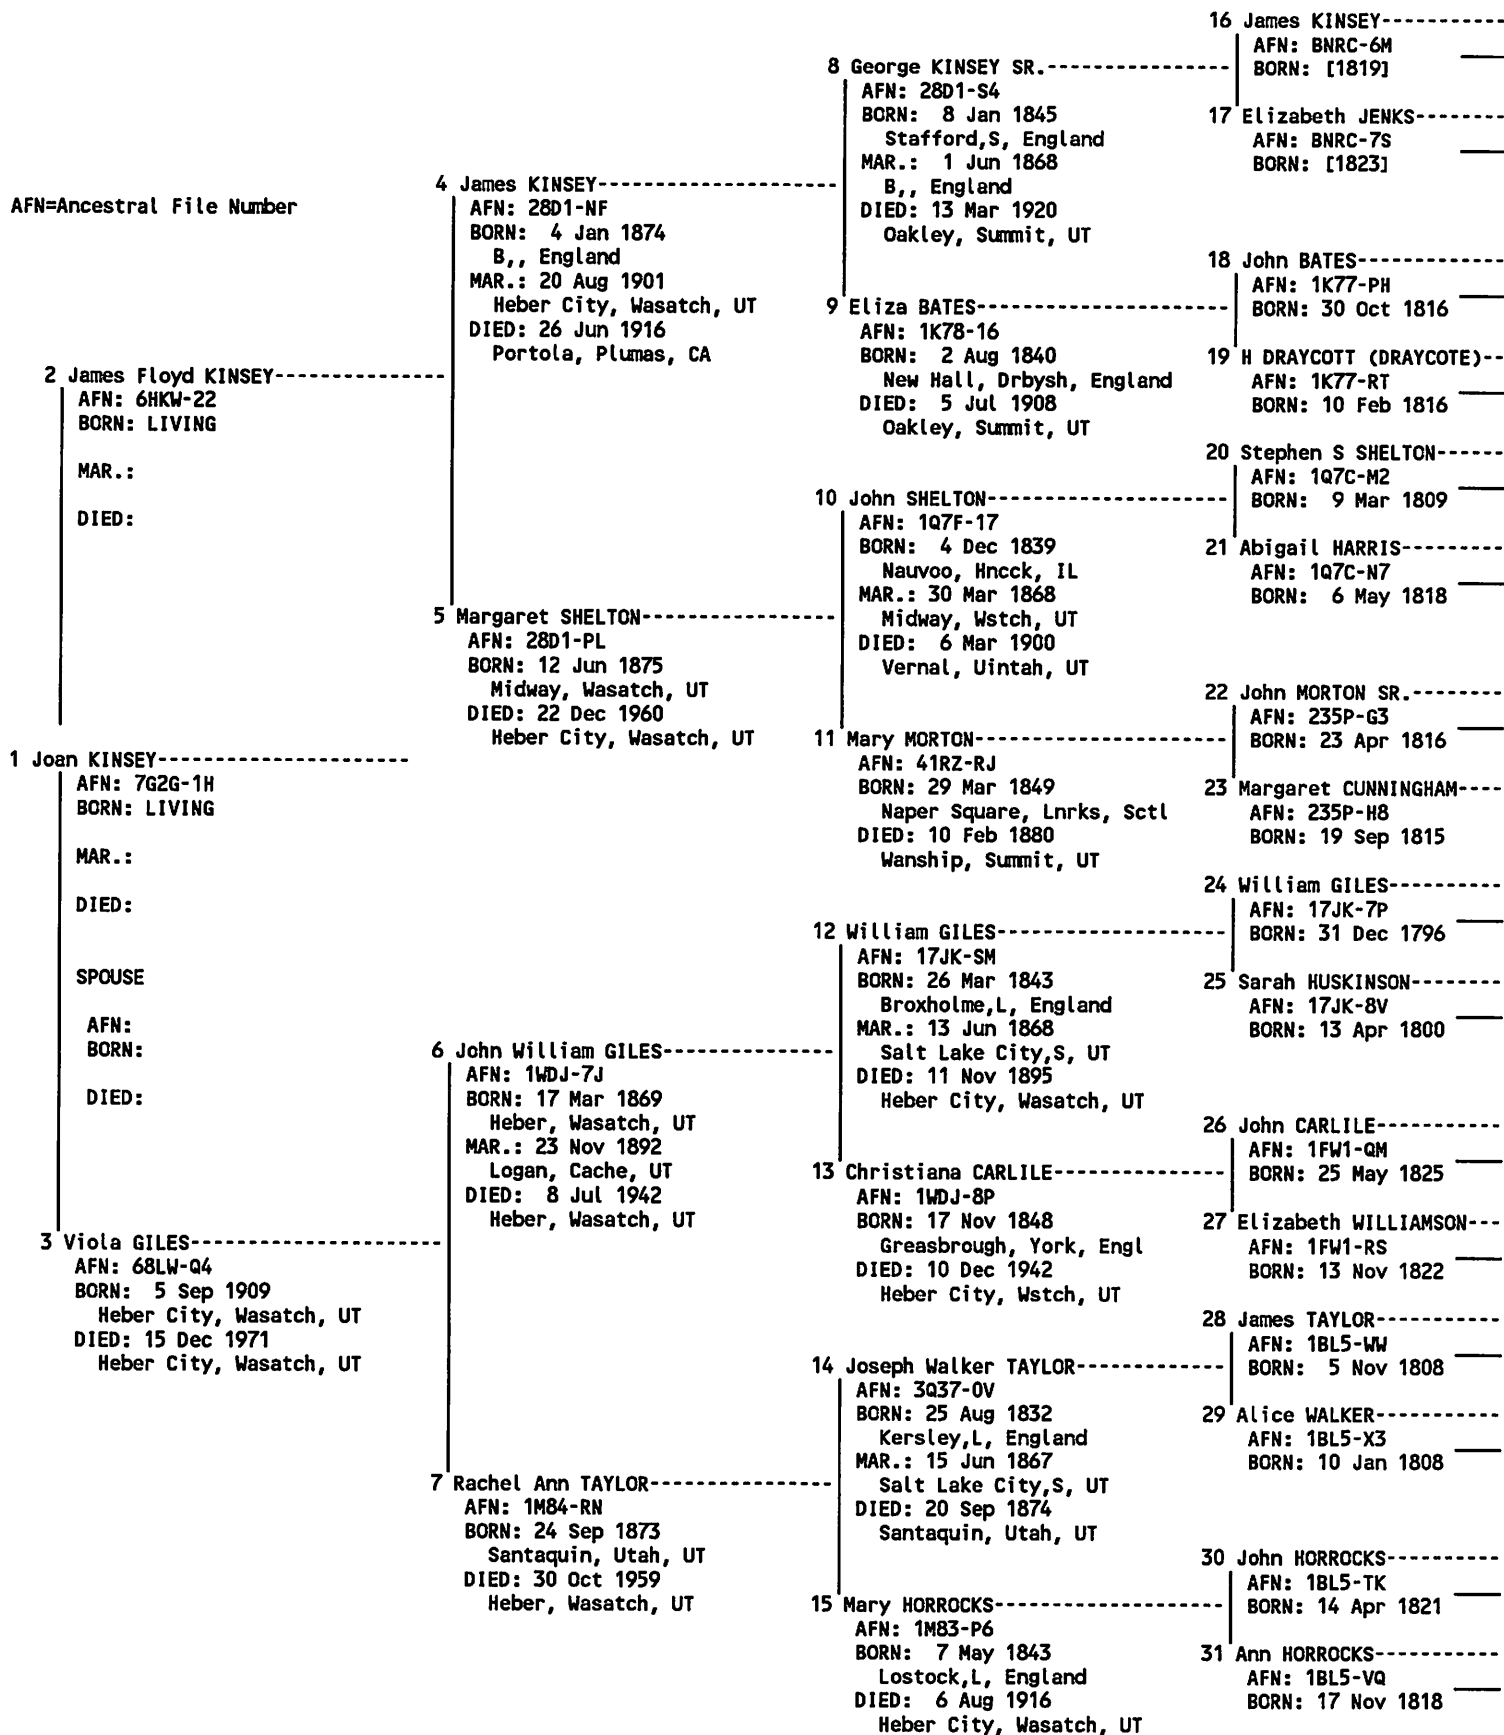 AFN=Ancestral File Number
1 Joan KINSEY
AFN: 7G2G-1H
BORN: LIVING
MAR.:
DIED:
SPOUSE
AFN:
BORN:
DIED:
2 James Floyd KINSEY
AFN: 6HKW-22
BORN: LIVING
MAR.:
DIED:
3 Viola GILES
AFN: 68LW-Q4
BORN: 5 Sep 1909
Heber City, Wasatch, UT
DIED: 15 Dec 1971
Heber City, Wasatch, UT
4 James KINSEY
AFN: 28D1-NF
BORN: 4 Jan 1874
B,, England
MAR.: 20 Aug 1901
Heber City, Wasatch, UT
DIED: 26 Jun 1916
Portola, Plumas, CA
5 Margaret SHELTON
AFN: 28D1-PL
BORN: 12 Jun 1875
Midway, Wasatch, UT
DIED: 22 Dec 1960
Heber City, Wasatch, UT
6 John William GILES
AFN: 1WDJ-7J
BORN: 17 Mar 1869
Heber, Wasatch, UT
MAR.: 23 Nov 1892
Logan, Cache, UT
DIED: 8 Jul 1942
Heber, Wasatch, UT
7 Rachel Ann TAYLOR
AFN: 1M84-RN
BORN: 24 Sep 1873
Santaquin, Utah, UT
DIED: 30 Oct 1959
Heber, Wasatch, UT
8 George KINSEY SR.
AFN: 28D1-S4
BORN: 8 Jan 1845
Stafford,S, England
MAR.: 1 Jun 1868
B,, England
DIED: 13 Mar 1920
Oakley, Summit, UT
9 Eliza BATES
AFN: 1K78-16
BORN: 2 Aug 1840
New Hall, Drbysh, England
DIED: 5 Jul 1908
Oakley, Summit, UT
10 John SHELTON
AFN: 1Q7F-17
BORN: 4 Dec 1839
Nauvoo, Hncck, IL
MAR.: 30 Mar 1868
Midway, Wstch, UT
DIED: 6 Mar 1900
Vernal, Uintah, UT
11 Mary MORTON
AFN: 41RZ-RJ
BORN: 29 Mar 1849
Naper Square, Lnrks, Sctl
DIED: 10 Feb 1880
Wanship, Summit, UT
12 William GILES
AFN: 17JK-SM
BORN: 26 Mar 1843
Broxholme,L, England
MAR.: 13 Jun 1868
Salt Lake City,S, UT
DIED: 11 Nov 1895
Heber City, Wasatch, UT
13 Christiana CARLILE
AFN: 1WDJ-8P
BORN: 17 Nov 1848
Greasbrough, York, Engl
DIED: 10 Dec 1942
Heber City, Wstch, UT
14 Joseph Walker TAYLOR
AFN: 3Q37-0V
BORN: 25 Aug 1832
Kersley,L, England
MAR.: 15 Jun 1867
Salt Lake City,S, UT
DIED: 20 Sep 1874
Santaquin, Utah, UT
15 Mary HORROCKS
AFN: 1M83-P6
BORN: 7 May 1843
Lostock,L, England
DIED: 6 Aug 1916
Heber City, Wasatch, UT
16 James KINSEY
AFN: BNRC-6M
BORN: [1819]
17 Elizabeth JENKS
AFN: BNRC-7S
BORN: [1823]
18 John BATES
AFN: 1K77-PH
BORN: 30 Oct 1816
19 H DRAYCOTT (DRAYCOTE)
AFN: 1K77-RT
BORN: 10 Feb 1816
20 Stephen S SHELTON
AFN: 1Q7C-M2
BORN: 9 Mar 1809
21 Abigail HARRIS
AFN: 1Q7C-N7
BORN: 6 May 1818
22 John MORTON SR.
AFN: 235P-G3
BORN: 23 Apr 1816
23 Margaret CUNNINGHAM
AFN: 235P-H8
BORN: 19 Sep 1815
24 William GILES
AFN: 17JK-7P
BORN: 31 Dec 1796
25 Sarah HUSKINSON
AFN: 17JK-8V
BORN: 13 Apr 1800
26 John CARLILE
AFN: 1FW1-QM
BORN: 25 May 1825
27 Elizabeth WILLIAMSON
AFN: 1FW1-RS
BORN: 13 Nov 1822
28 James TAYLOR
AFN: 1BL5-WW
BORN: 5 Nov 1808
29 Alice WALKER
AFN: 1BL5-X3
BORN: 10 Jan 1808
30 John HORROCKS
AFN: 1BL5-TK
BORN: 14 Apr 1821
31 Ann HORROCKS
AFN: 1BL5-VQ
BORN: 17 Nov 1818